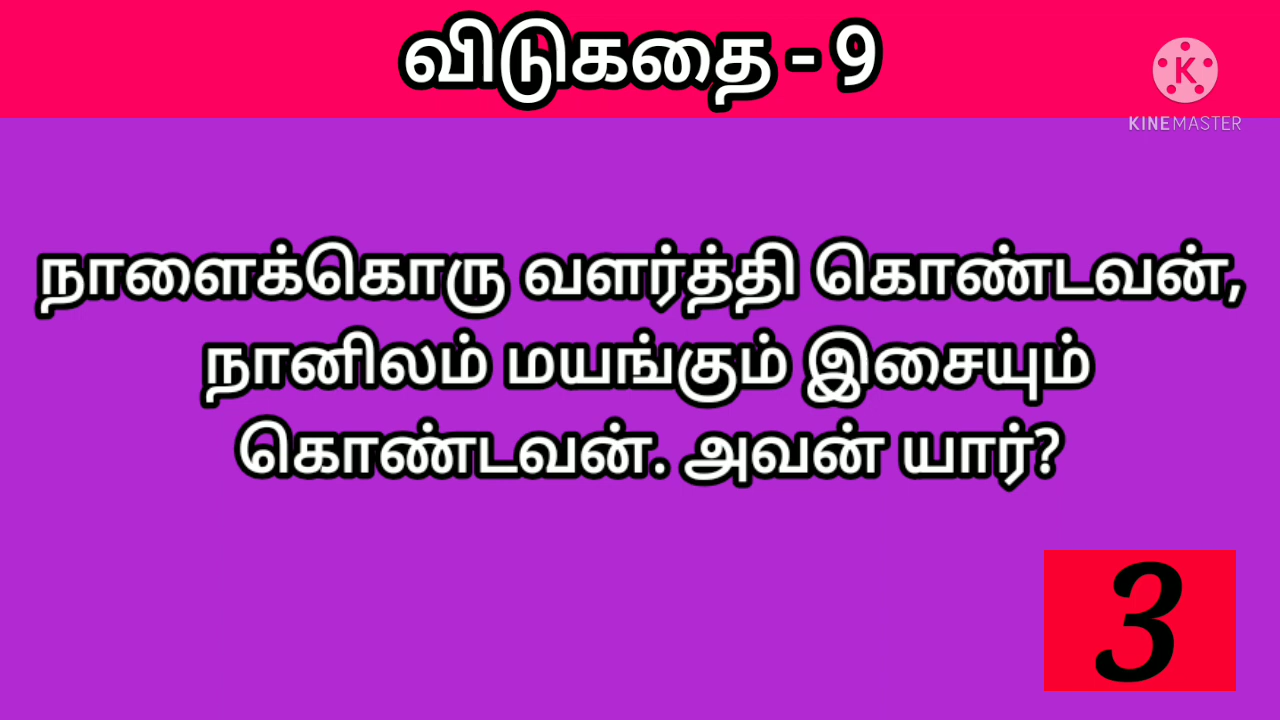 விடுகதை - 9
K
KINEMASTER
நாளைக்கொரு வளர்த்தி கொண்டவன்,
நானிலம் மயங்கும் இசையும்
கொண்டவன். அவன் யார்?
3